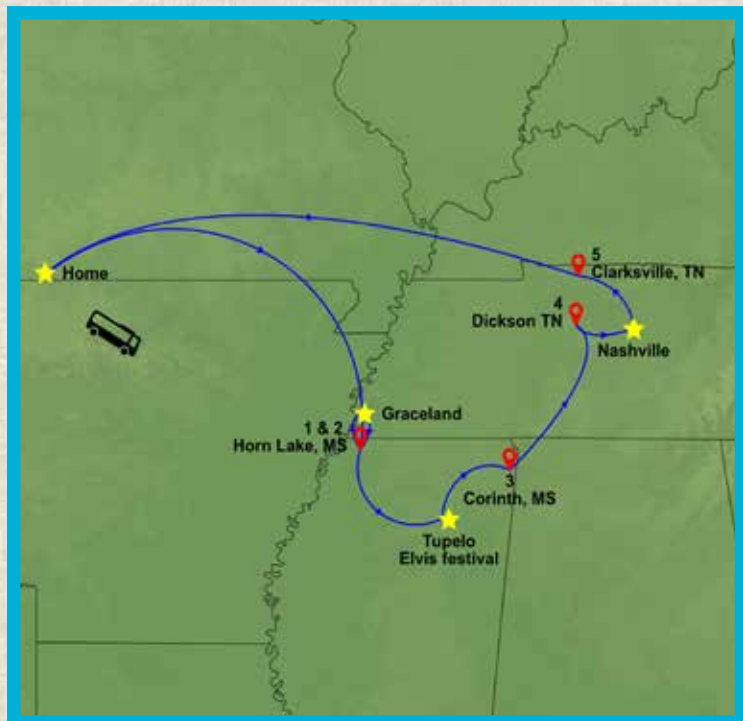 Home
Graceland
1 & 2
Horn Lake, MS
Tupelo
Elvis festival
3
Corinth, MS
4
Dickson TN
Nashville
5
Clarksville, TN